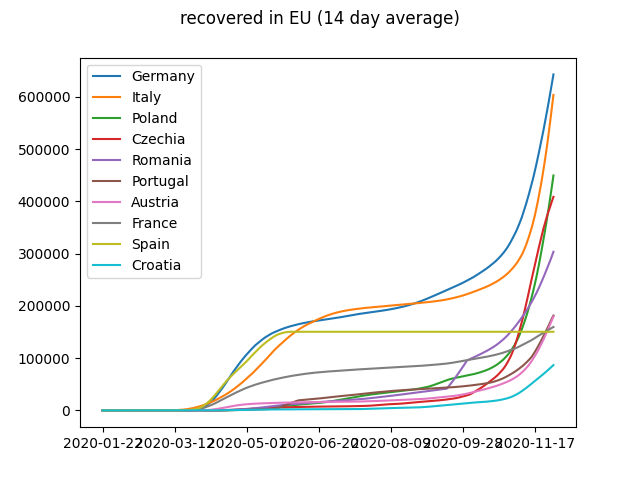 recovered in EU (14 day average)
600000
500000
400000
300000
200000
100000
0
Germany
Italy
Poland
Czechia
Romania
Portugal
Austria
France
Spain
Croatia
2020-01-22 2020-03-12 2020-05-01 2020-06-20 2020-08-09 2020-09-28 2020-11-17